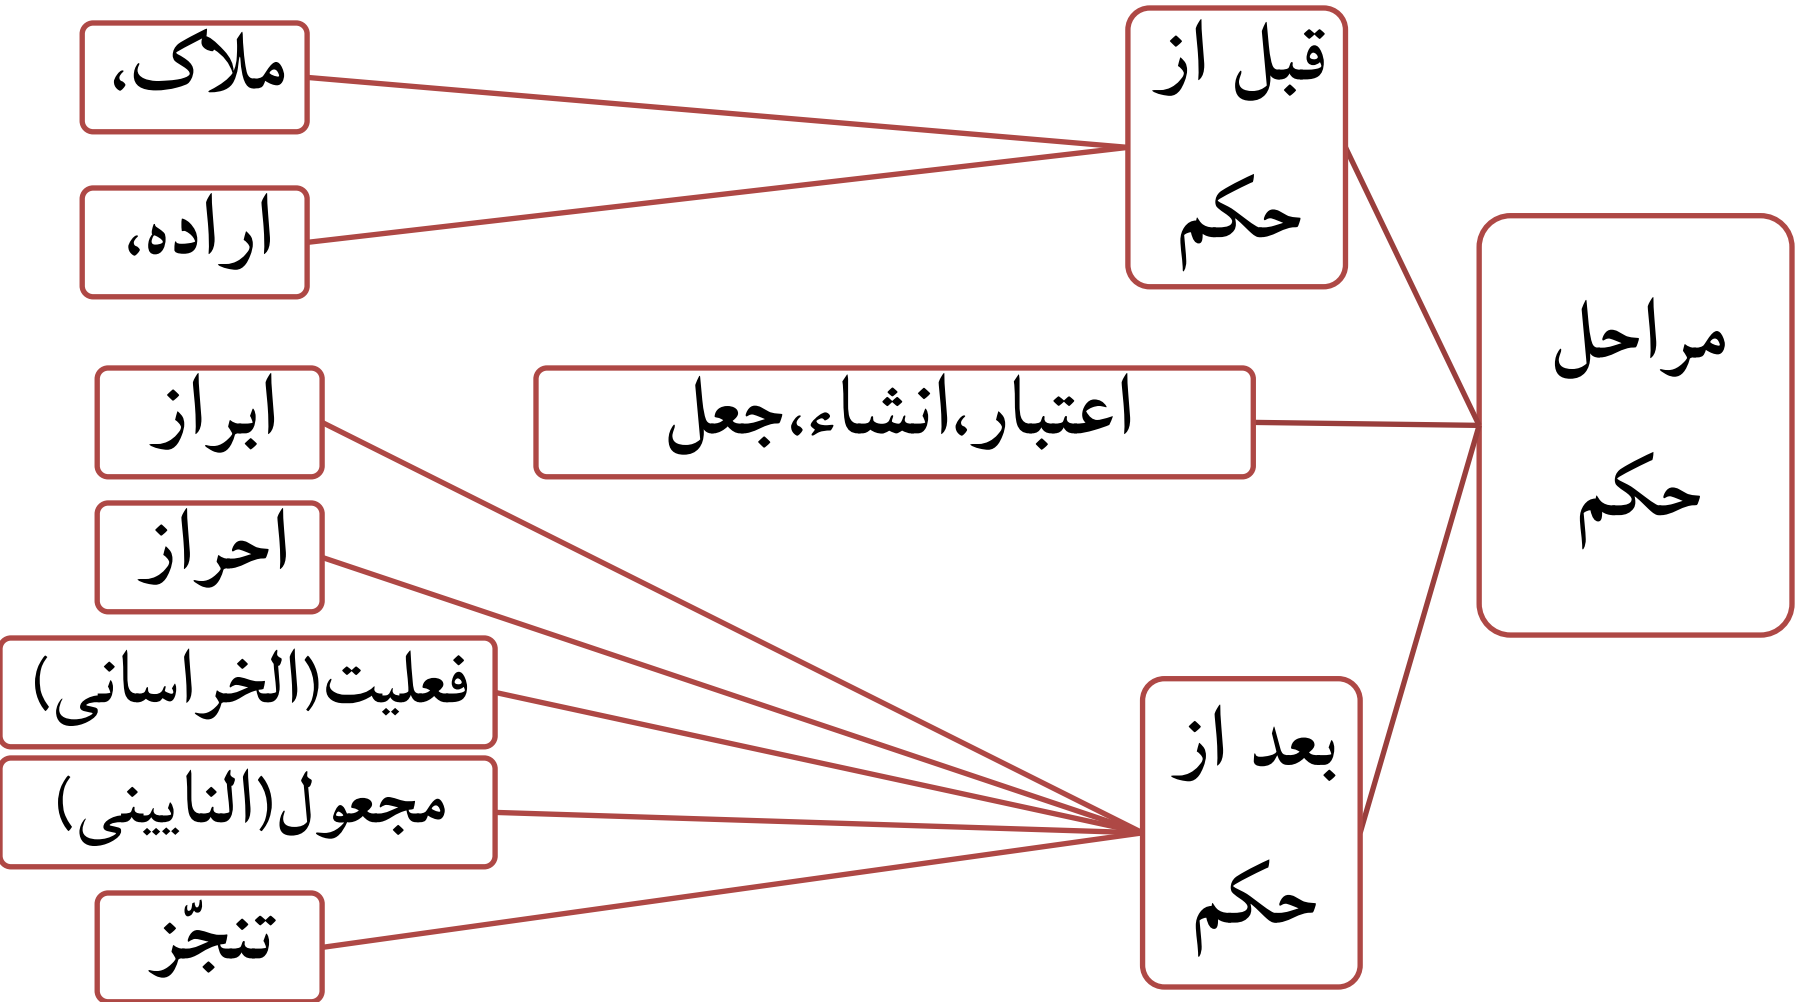 مراحل
حکم
قبل از
حکم
ملاک،
اراده،
اعتبار،انشاء،جعل
بعد از
حکم
ابراز
احراز
فعلیت(الخراسانی)
مجعول(النایینی)
تنجّز